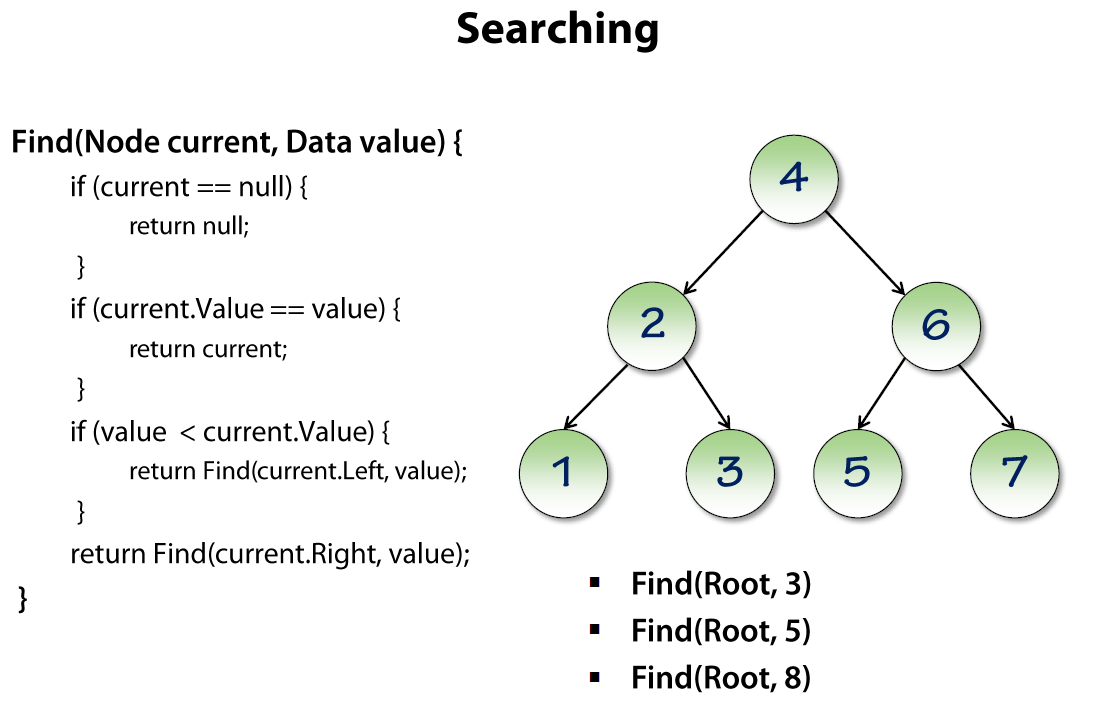 Searching
Find(Node current, Data value) {
if (current == null) {
return null;
}
if (current.Value == value) {
return current;
}
if (value < current.Value) {
return Find(current.Left, value);
}
return Find(current.Right, value);
}
4
2
6
1
3
5
7
▪ Find(Root, 3)
▪ Find(Root, 5)
▪ Find(Root, 8)